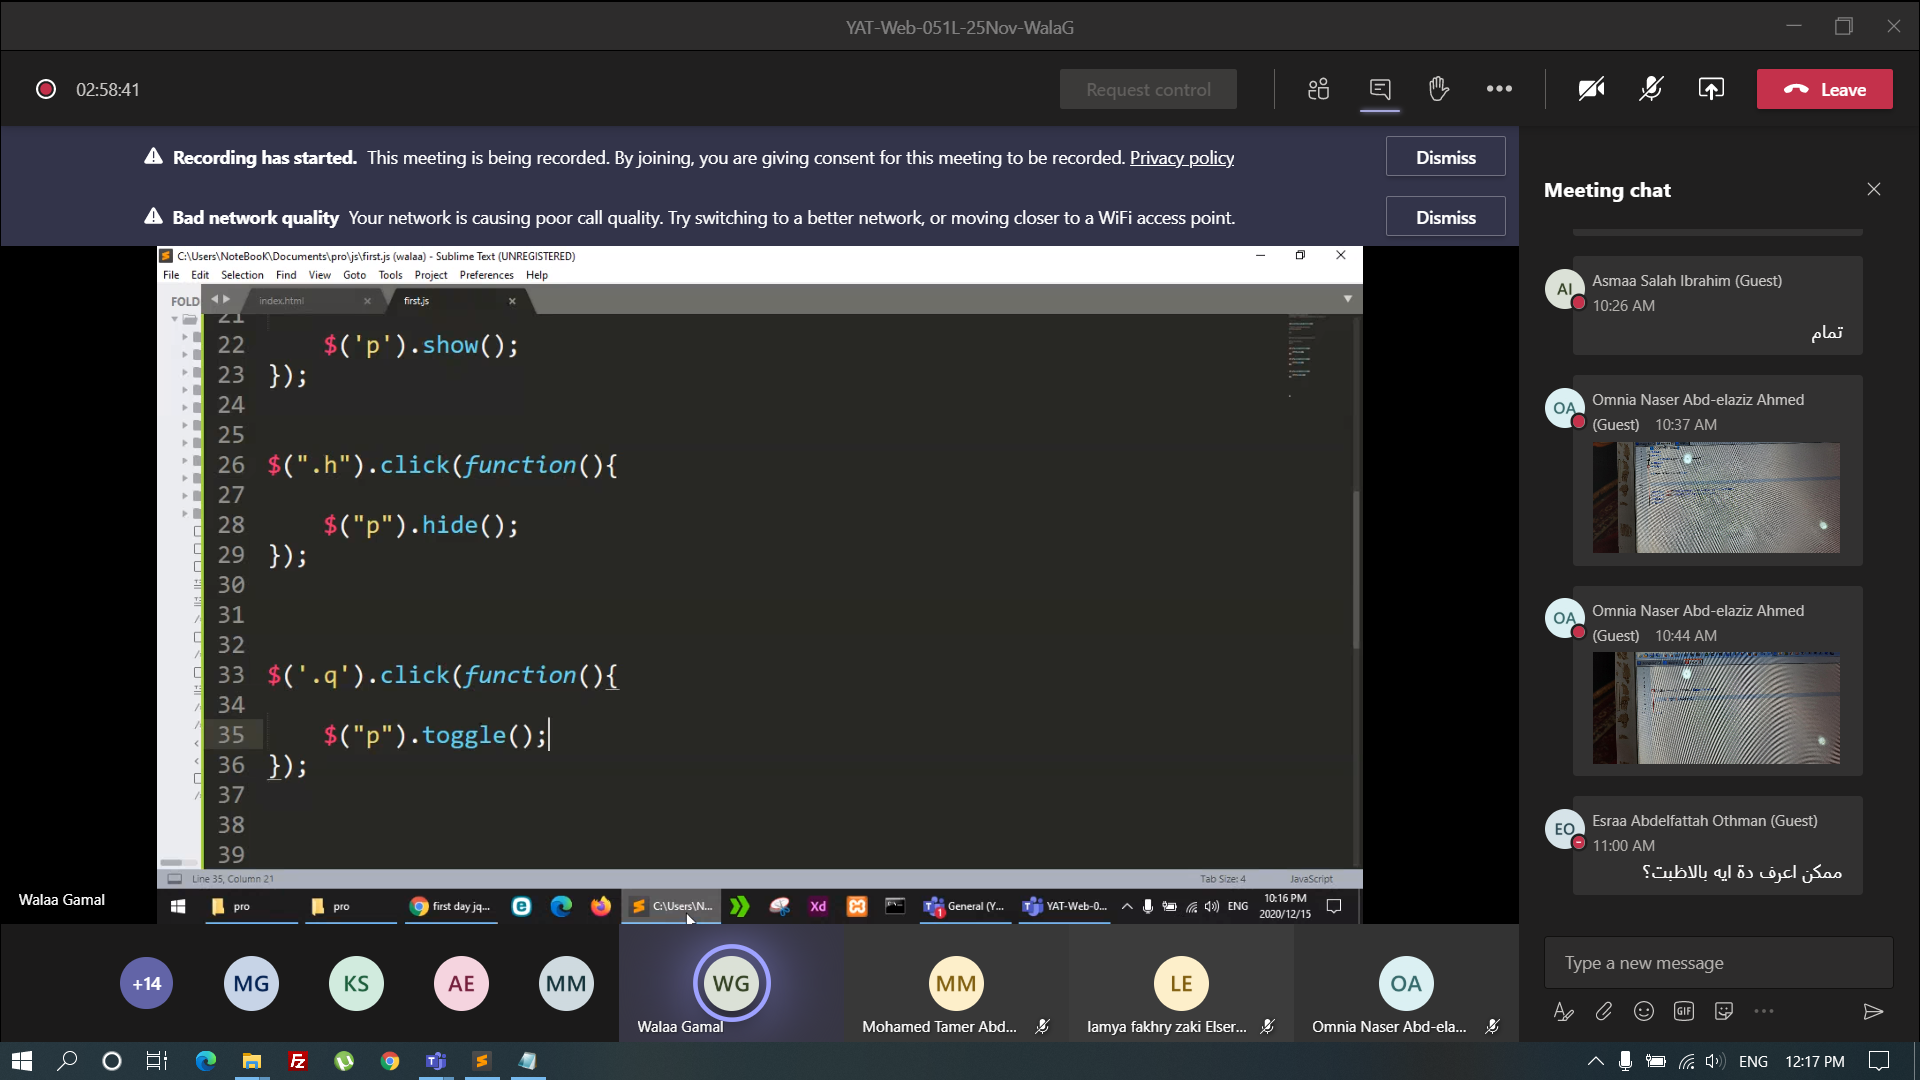 YAT-Web-051L-25Nov-WalaG
02:58:41
Request control
Leave
Recording has started. This meeting is being recorded. By joining, you are giving consent for this meeting to be recorded. Privacy policy
Dismiss
Bad network quality Your network is causing poor call quality. Try switching to a better network, or moving closer to a WiFi access point.
Dismiss
C:\Users\NoteBooK\Documents\pro\js\first.js (walaa) - Sublime Text (UNREGISTERED)
File Edit Selection Find View Goto Tools Project Preferences Help
FOLD
index.html
first.js
21
22 $('p').show();
23 });
24
25
26 $(".h").click(function(){
27
28 $("p").hide();
29 });
30
31
32
33 $('.q').click(function(){
34
35 $("p").toggle();
36 });
37
38
39
Line 35, Column 21
Tab Size: 4
JavaScript
pro
pro
first day jq...
C:\Users\N...
Xd
General (Y...
YAT-Web-0...
ENG
10:16 PM
2020/12/15
Walaa Gamal
+14
MG
KS
AE
MM
WG
Walaa Gamal
MM
Mohamed Tamer Abd...
LE
lamya fakhry zaki Elser...
OA
Omnia Naser Abd-ela...
Meeting chat
AI
Asmaa Salah Ibrahim (Guest)
10:26 AM
تمام
OA
Omnia Naser Abd-elaziz Ahmed
(Guest) 10:37 AM
OA
Omnia Naser Abd-elaziz Ahmed
(Guest) 10:44 AM
EO
Esraa Abdelfattah Othman (Guest)
11:00 AM
ممكن اعرف دة ايه بالاظبت؟
Type a new message
GIF
ENG
12:17 PM